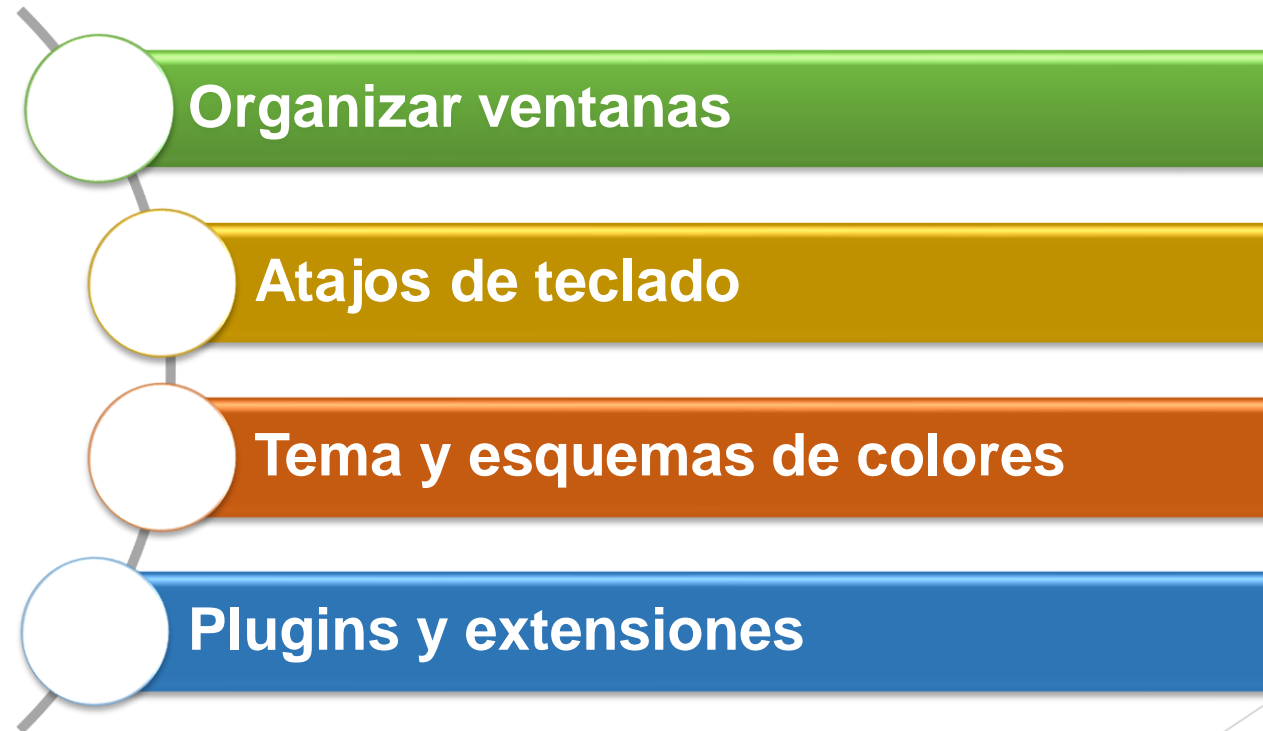 Organizar ventanas
Atajos de teclado
Tema y esquemas de colores
Plugins y extensiones